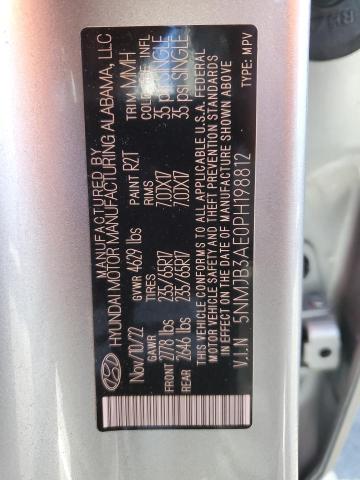 MANUFACTURED BY
HYUNDAI MOTOR MANUFACTURING ALABAMA, LLC
Nov/10/22 GVWR 4629 lbs PAINT R2T TRIM MMH
GAWR TIRES RIMS COLD TIRE INFL
FRONT 2778 lbs 235/65R17 7.0JX17 35 psi SINGLE
REAR 2646 lbs 235/65R17 7.0JX17 35 psi SINGLE
THIS VEHICLE CONFORMS TO ALL APPLICABLE U.S.A. FEDERAL
MOTOR VEHICLE SAFETY AND THEFT PREVENTION STANDARDS
IN EFFECT ON THE DATE OF MANUFACTURE SHOWN ABOVE.
V.I.N 5NMJB3AE0PH198812 TYPE: MPV